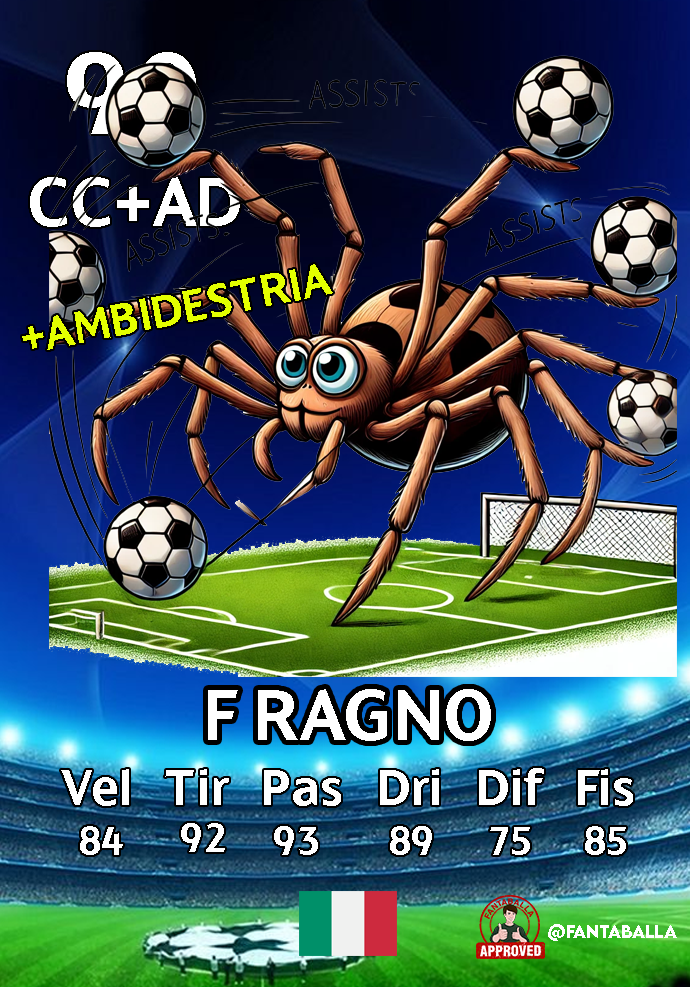 ASSISTS
CC+AD
ASSISTS
ASSISTS
+AMBIDESTRIA
F RAGNO
Vel Tir Pas Dri Dif Fis
84 92 93 89 75 85
FANTABALLA
APPROVED
@FANTABALLA